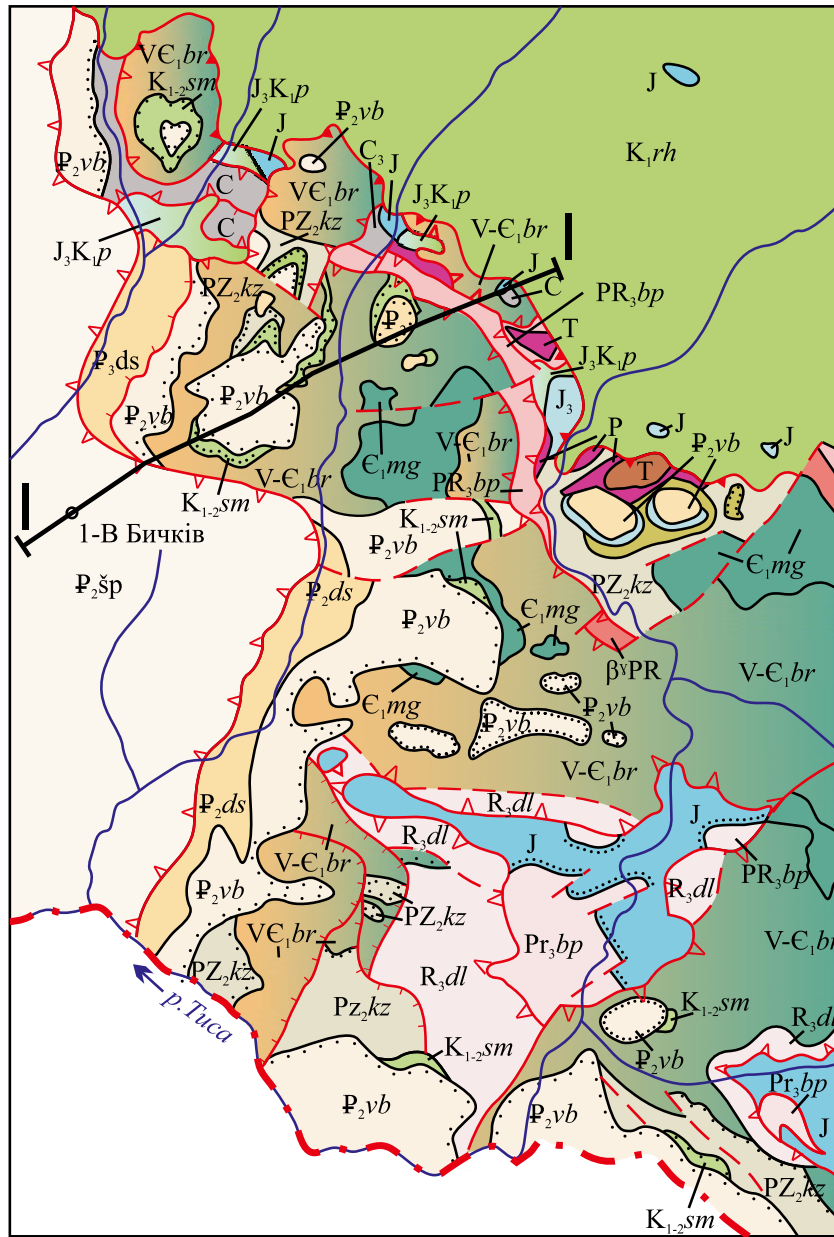 VЄ₁br
K₁₋₂sm
J₃K₁p
J
₽₂vb
J
₽₂vb
C₃
J
K₁rh
C
VЄ₁br
J₃K₁p
J₃K₁p
C
PZ₂kz
V-Є₁br
I
J
C
PZ₂kz
PR₃bp
T
₽₃ds
J₃K₁p
₽₂vb
₽₂vb
J₃
Є₁mg
V-Є₁br
P
J
₽₂vb
J
T
K₁₋₂sm
V-Є₁br
PR₃bp
I
K₁₋₂sm
1-В Бичків
₽₂vb
Є₁mg
PZ₂kz
₽₂šp
₽₂ds
₽₂vb
Є₁mg
βᵞPR
V-Є₁br
Є₁mg
₽₂vb
₽₂vb
V-Є₁br
₽₂ds
R₃dl
R₃dl
J
J
V-Є₁br
PR₃bp
₽₂vb
R₃dl
PZ₂kz
VЄ₁br
Pr₃bp
V-Є₁br
PZ₂kz
R₃dl
р.Тиса
Pz₂kz
K₁₋₂sm
K₁₋₂sm
R₃dl
₽₂vb
Pr₃bp
₽₂vb
₽₂vb
J
PZ₂kz
K₁₋₂sm